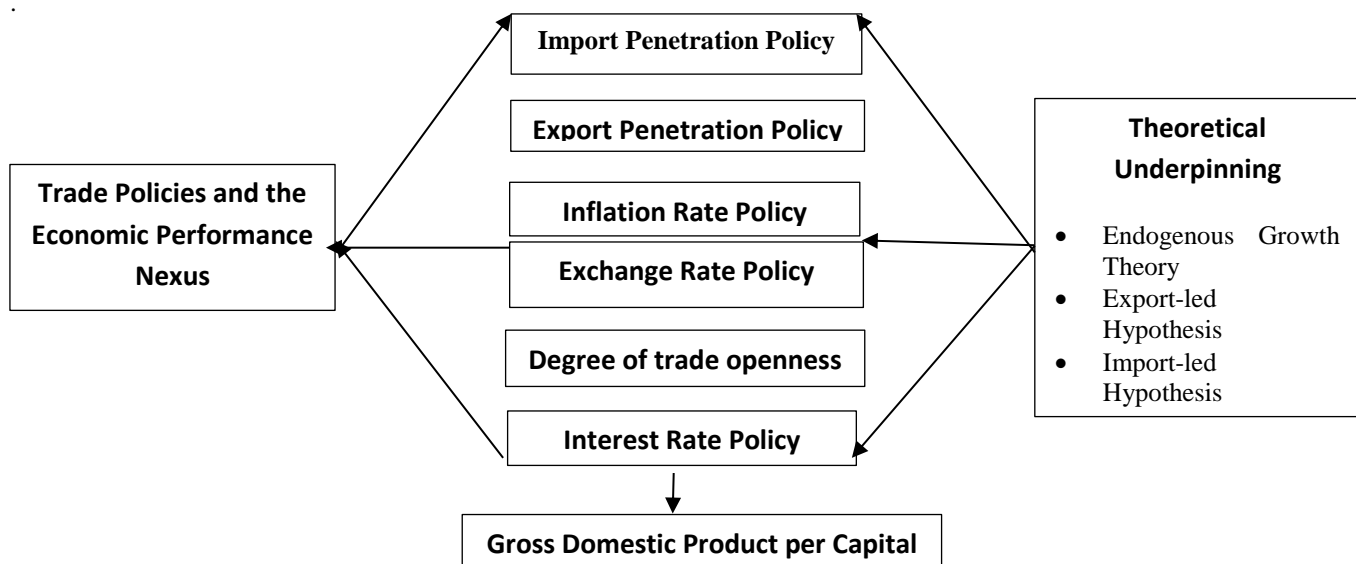 .
Import Penetration Policy
Export Penetration Policy
Inflation Rate Policy
Exchange Rate Policy
Degree of trade openness
Interest Rate Policy
Gross Domestic Product per Capital
Trade Policies and the
Economic Performance
Nexus
Theoretical
Underpinning
• Endogenous Growth
Theory
• Export-led
Hypothesis
• Import-led
Hypothesis